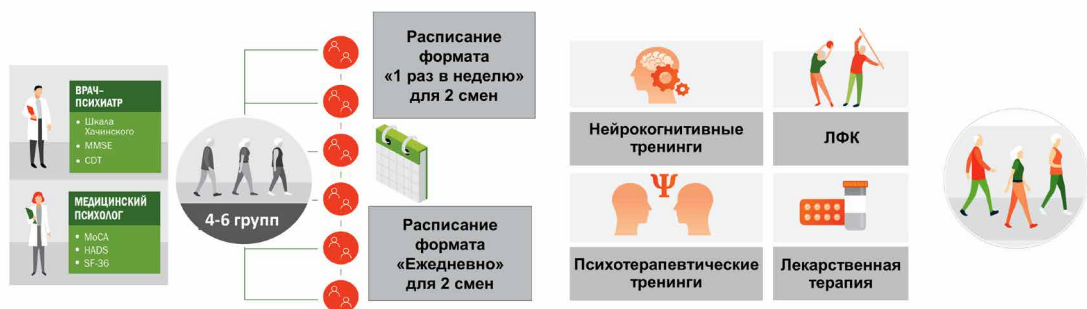 ВРАЧ–
ПСИХИАТР
• Шкала
Хачинского
• MMSE
• CDT
МЕДИЦИНСКИЙ
ПСИХОЛОГ
• MoCA
• HADS
• SF-36
4-6 групп
Расписание
формата
«1 раз в неделю»
для 2 смен
Расписание
формата
«Ежедневно»
для 2 смен
Нейрокогнитивные
тренинги
ЛФК
Ψ
Психотерапевтические
тренинги
Лекарственная
терапия